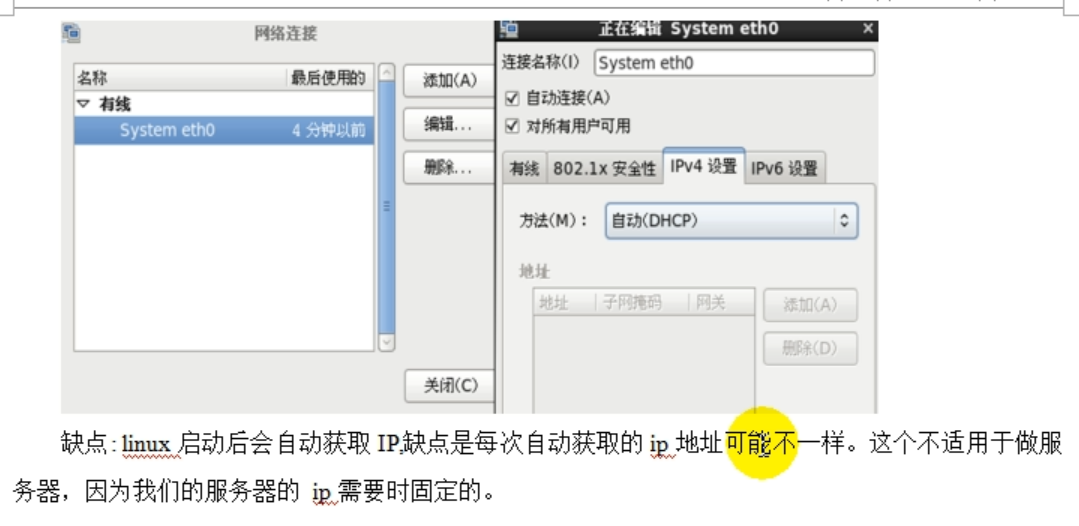 网络连接
名称
最后使用的
有线
System eth0
4 分钟以前
添加(A)
编辑...
删除...
关闭(C)
正在编辑 System eth0
连接名称(I)
System eth0
自动连接(A)
对所有用户可用
有线
802.1x 安全性
IPv4 设置
IPv6 设置
方法(M)：
自动(DHCP)
地址
地址
子网掩码
网关
添加(A)
删除(D)
缺点: linux 启动后会自动获取 IP,缺点是每次自动获取的 ip 地址可能不一样。这个不适用于做服
务器，因为我们的服务器的 ip 需要时固定的。